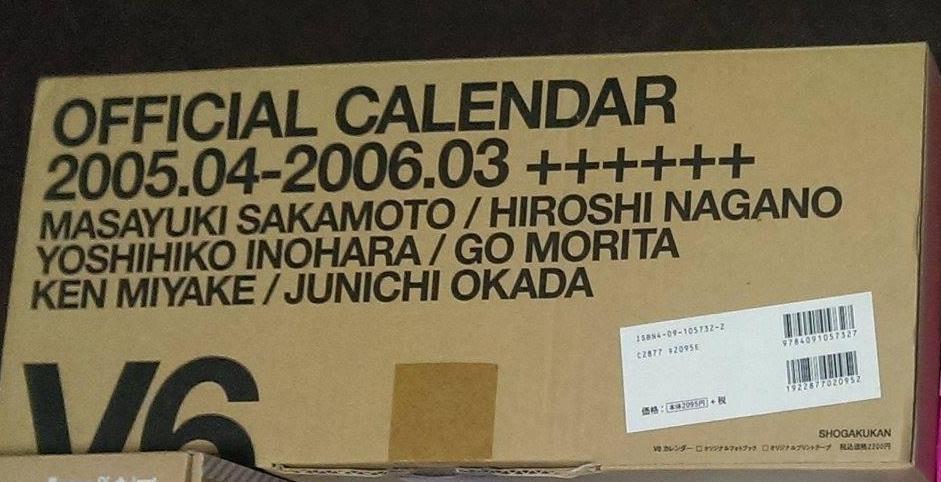 OFFICIAL CALENDAR
2005.04-2006.03 ++++++
MASAYUKI SAKAMOTO / HIROSHI NAGANO
YOSHIHIKO INOHARA / GO MORITA
KEN MIYAKE / JUNICHI OKADA
V6
ISBN4-09-105732-2
C2877 ¥2095E
9784091057327
1922877020952
価格：本体2095円＋税
SHOGAKUKAN
V6 カレンダー □オリジナルフォトブック □オリジナルプリントテープ 税込価格2200円